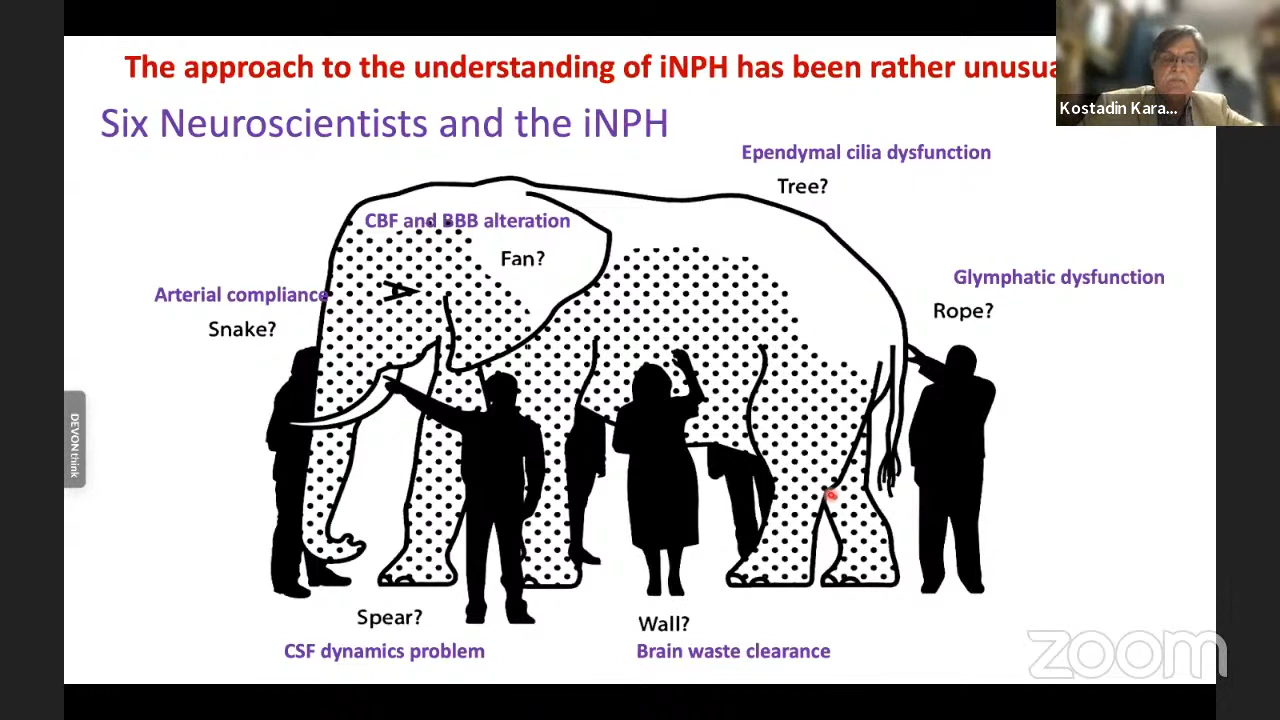 The approach to the understanding of iNPH has been rather unusua
Kostadin Kara...
Six Neuroscientists and the iNPH
Ependymal cilia dysfunction
Tree?
CBF and BBB alteration
Fan?
Glymphatic dysfunction
Rope?
Arterial compliance
Snake?
DEVONthink
Spear?
CSF dynamics problem
Wall?
Brain waste clearance
zoom